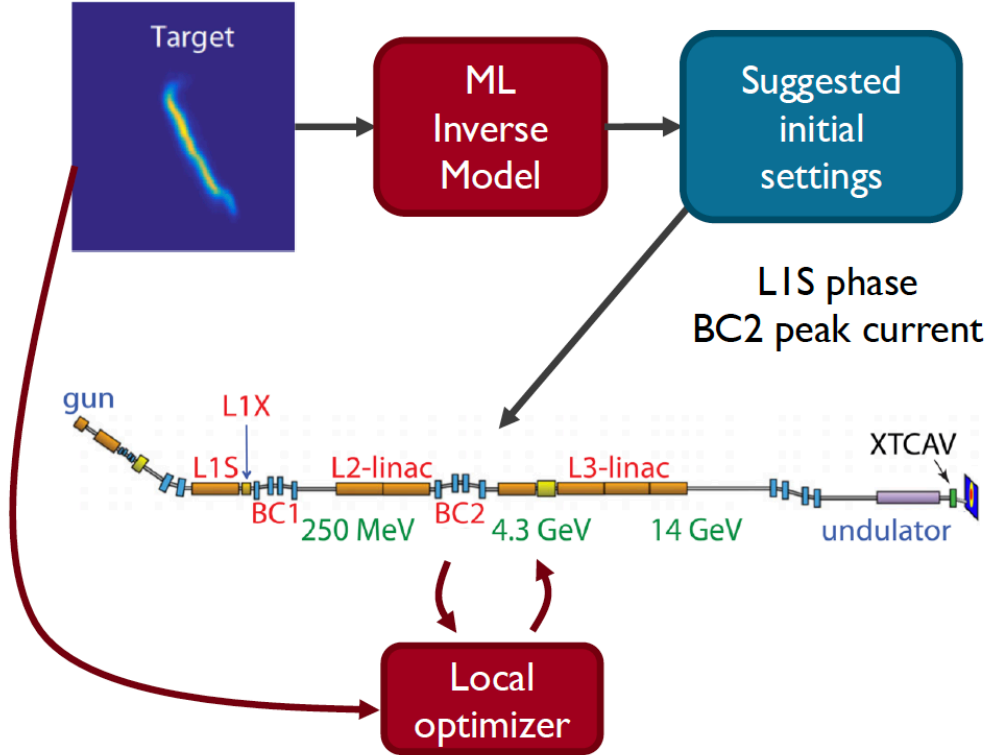 Target
ML
Inverse
Model
Suggested
initial
settings
L1S phase
BC2 peak current
gun
L1X
XTCAV
L1S
L2-linac
L3-linac
BC1
BC2
250 MeV
4.3 GeV
14 GeV
undulator
Local
optimizer